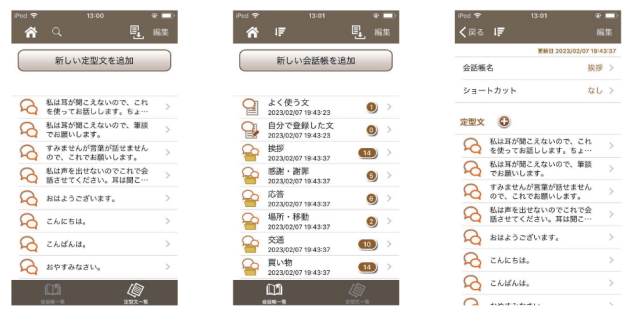 iPod 13:00
編集
新しい定型文を追加
私は耳が聞こえないので、これ
を使ってお話しします。ちょ…
私は耳が聞こえないので、筆談
でお願いします。
すみませんが言葉が話せません
ので、これでお願いします。
私は声を出せないのでこれで会
話させてください。耳は聞こ…
おはようございます。
こんにちは。
こんばんは。
おやすみなさい。
会話帳一覧
定型文一覧
iPod 13:01
編集
新しい会話帳を追加
よく使う文
2023/02/07 19:43:23
1
自分で登録した文
2023/02/07 19:43:23
0
挨拶
2023/02/07 19:43:37
14
感謝・謝罪
2023/02/07 19:43:37
5
応答
2023/02/07 19:43:37
6
場所・移動
2023/02/07 19:43:37
2
交通
2023/02/07 19:43:37
10
買い物
2023/02/07 19:43:37
14
会話帳一覧
定型文一覧
iPod 13:01
戻る
編集
更新日 2023/02/07 19:43:37
会話帳名 挨拶
ショートカット なし
定型文
私は耳が聞こえないので、これ
を使ってお話しします。ちょ…
私は耳が聞こえないので、筆談
でお願いします。
すみませんが言葉が話せません
ので、これでお願いします。
私は声を出せないのでこれで会
話させてください。耳は聞こ…
おはようございます。
こんにちは。
こんばんは。